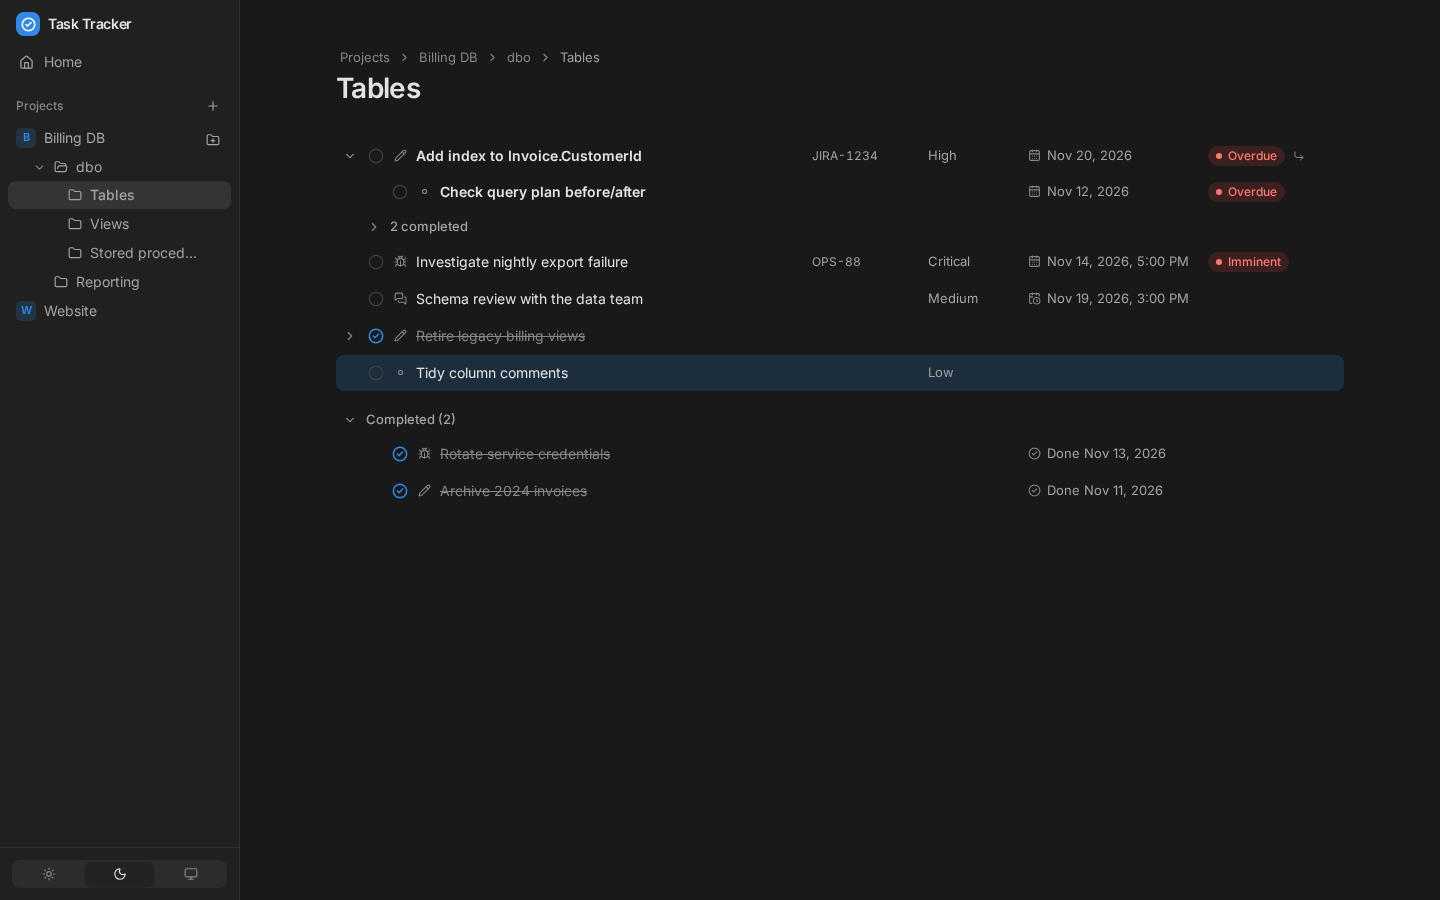 Task Tracker
Home
Projects
B Billing DB
dbo
Tables
Views
Stored proced...
Reporting
W Website
Projects > Billing DB > dbo > Tables
Tables
Add index to Invoice.CustomerId JIRA-1234 High Nov 20, 2026 Overdue
Check query plan before/after Nov 12, 2026 Overdue
2 completed
Investigate nightly export failure OPS-88 Critical Nov 14, 2026, 5:00 PM Imminent
Schema review with the data team Medium Nov 19, 2026, 3:00 PM
Retire legacy billing views
Tidy column comments Low
Completed (2)
Rotate service credentials Done Nov 13, 2026
Archive 2024 invoices Done Nov 11, 2026